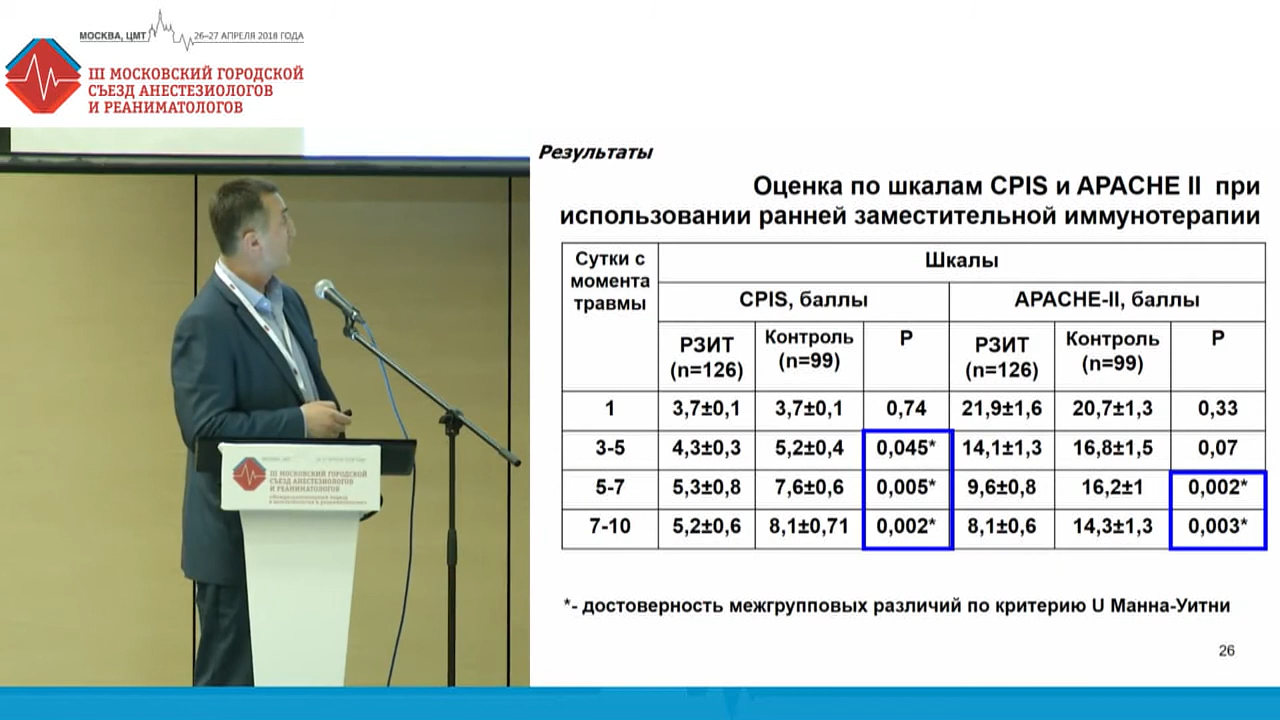 МОСКВА, ЦМТ 26–27 АПРЕЛЯ 2018 ГОДА
III МОСКОВСКИЙ ГОРОДСКОЙ
СЪЕЗД АНЕСТЕЗИОЛОГОВ
И РЕАНИМАТОЛОГОВ
Результаты
Оценка по шкалам CPIS и APACHE II при
использовании ранней заместительной иммунотерапии
Сутки с
момента
травмы
Шкалы
CPIS, баллы APACHE-II, баллы
РЗИТ
(n=126)
Контроль
(n=99)
Р
РЗИТ
(n=126)
Контроль
(n=99)
Р
1 3,7±0,1 3,7±0,1 0,74 21,9±1,6 20,7±1,3 0,33
3-5 4,3±0,3 5,2±0,4 0,045* 14,1±1,3 16,8±1,5 0,07
5-7 5,3±0,8 7,6±0,6 0,005* 9,6±0,8 16,2±1 0,002*
7-10 5,2±0,6 8,1±0,71 0,002* 8,1±0,6 14,3±1,3 0,003*
*- достоверность межгрупповых различий по критерию U Манна-Уитни
26
III МОСКОВСКИЙ ГОРОДСКОЙ
СЪЕЗД АНЕСТЕЗИОЛОГОВ
И РЕАНИМАТОЛОГОВ